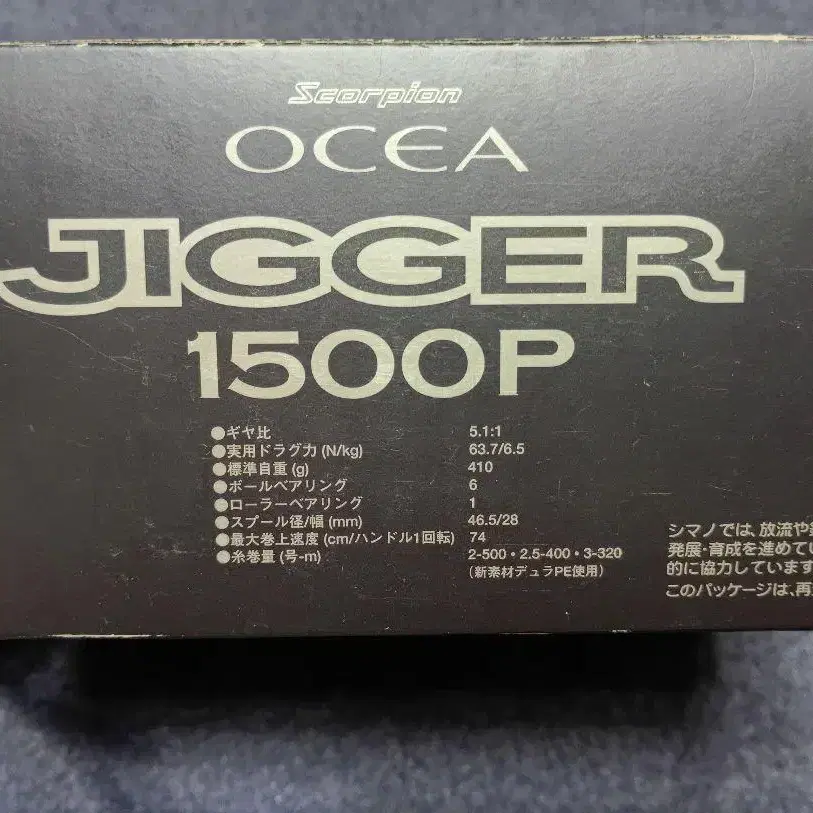 Scorpion
OCEA
JIGGER
1500P
●ギヤ比 5.1:1
●実用ドラグ力 (N/kg) 63.7/6.5
●標準自重 (g) 410
●ボールベアリング 6
●ローラーベアリング 1
●スプール径/幅 (mm) 46.5/28
●最大巻上速度 (cm/ハンドル1回転) 74
●糸巻量 (号-m) 2-500・2.5-400・3-320
(新素材デュラPE使用)
シマノでは、放流や
発展・育成を進めてい
的に協力しています
このパッケージは、再